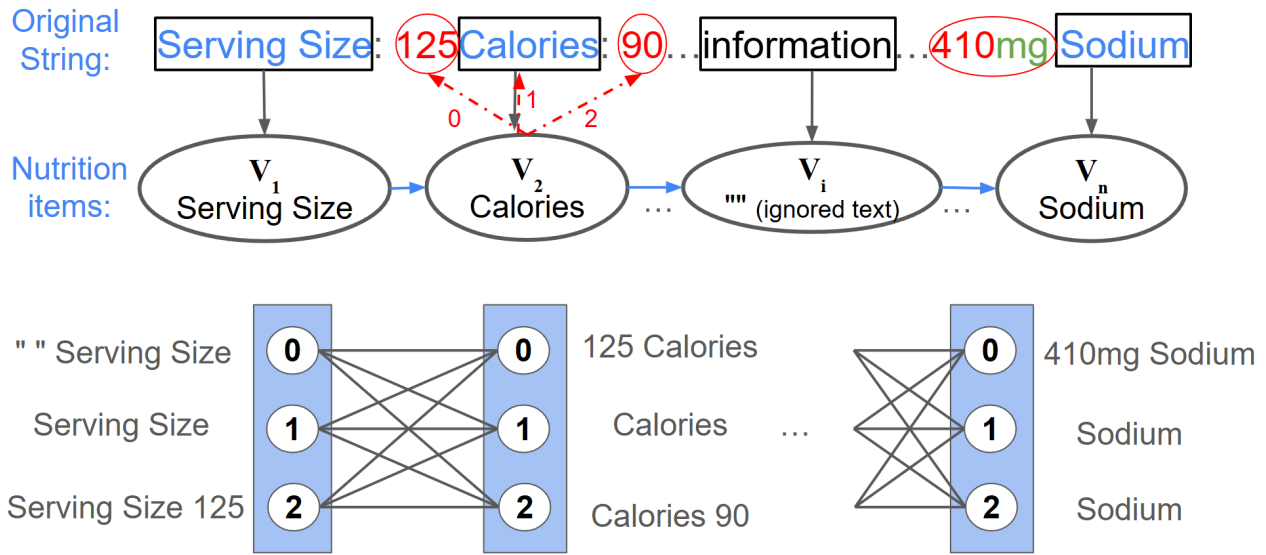 Original String: Serving Size: 125 Calories: 90 ... information ... 410mg Sodium
0 1 2
Nutrition items:
V1 Serving Size
V2 Calories
...
Vi "" (ignored text)
...
Vn Sodium
" " Serving Size 0 0 125 Calories 0 410mg Sodium
Serving Size 1 1 Calories ... 1 Sodium
Serving Size 125 2 2 Calories 90 2 Sodium